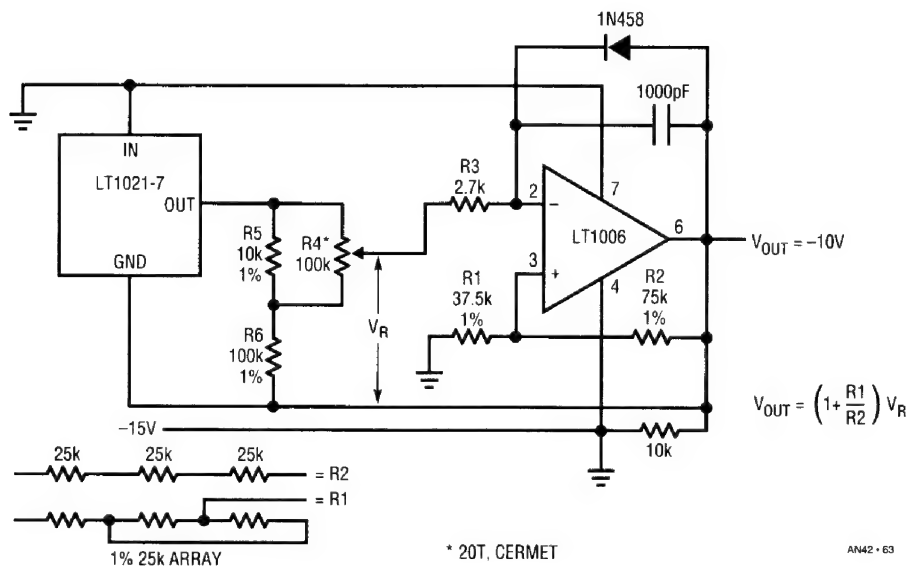 1N458
1000pF
IN
LT1021-7
OUT
GND
R5
10k
1%
R4*
100k
R6
100k
1%
VR
R3
2.7k
2
–
7
LT1006
6
3
+
4
R1
37.5k
1%
R2
75k
1%
VOUT = –10V
VOUT = (1+ R1/R2) VR
–15V
10k
25k 25k 25k
= R2
= R1
1% 25k ARRAY
* 20T, CERMET
AN42 • 63